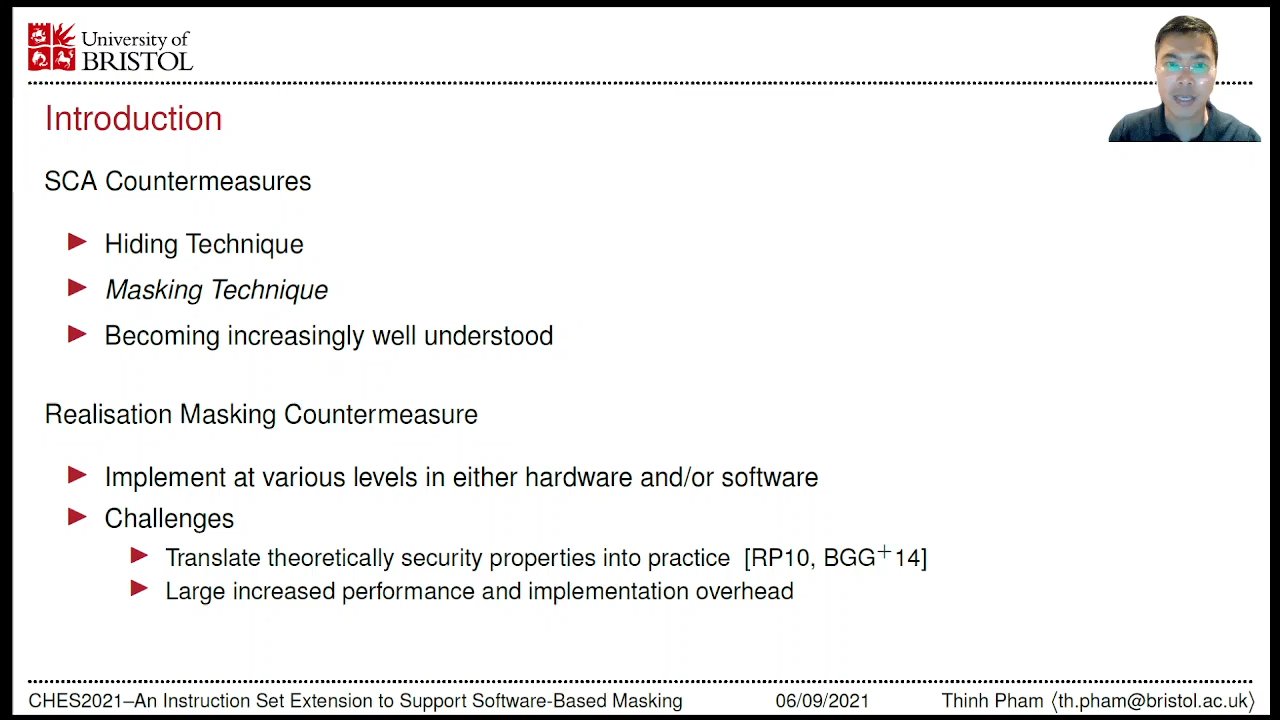 University of
BRISTOL
Introduction
SCA Countermeasures
Hiding Technique
Masking Technique
Becoming increasingly well understood
Realisation Masking Countermeasure
Implement at various levels in either hardware and/or software
Challenges
Translate theoretically security properties into practice [RP10, BGG+14]
Large increased performance and implementation overhead
CHES2021–An Instruction Set Extension to Support Software-Based Masking 06/09/2021 Thinh Pham ⟨th.pham@bristol.ac.uk⟩